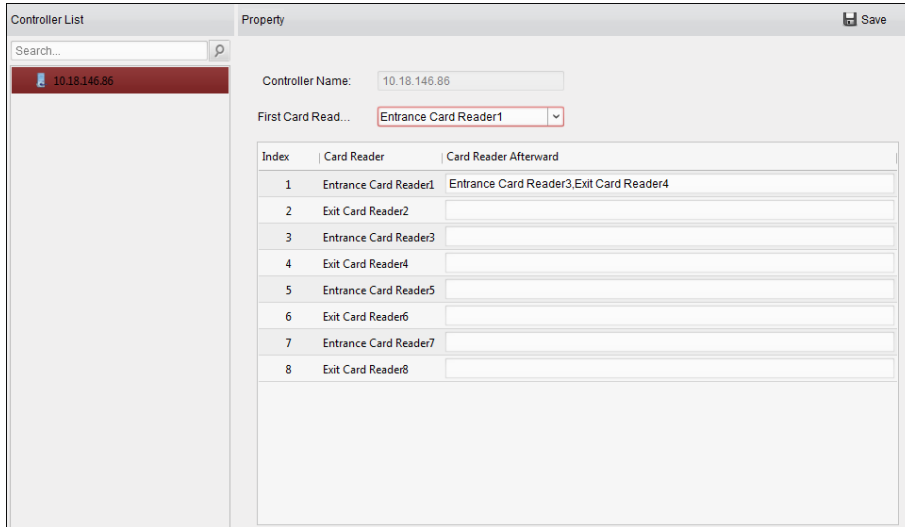 Controller List
Property
Save
Search...
10.18.146.86
Controller Name: 10.18.146.86
First Card Read... Entrance Card Reader1
Index Card Reader Card Reader Afterward
1 Entrance Card Reader1 Entrance Card Reader3,Exit Card Reader4
2 Exit Card Reader2
3 Entrance Card Reader3
4 Exit Card Reader4
5 Entrance Card Reader5
6 Exit Card Reader6
7 Entrance Card Reader7
8 Exit Card Reader8